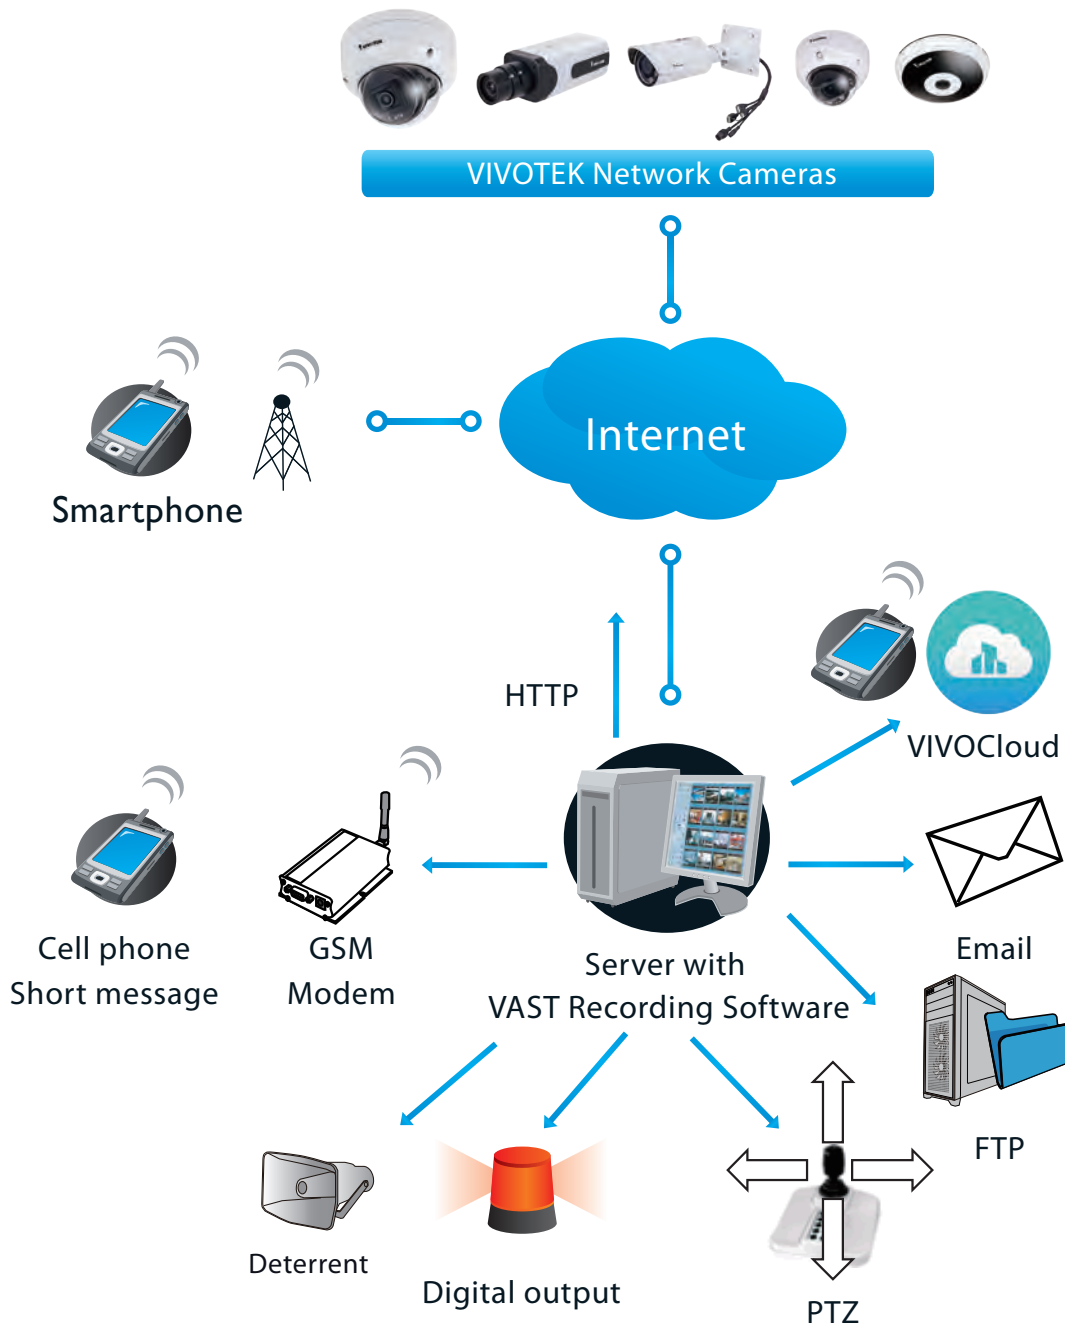 VIVOTEK Network Cameras
Internet
Smartphone
HTTP
VIVOCloud
Cell phone
Short message
GSM
Modem
Server with
VAST Recording Software
Email
FTP
Deterrent
Digital output
PTZ